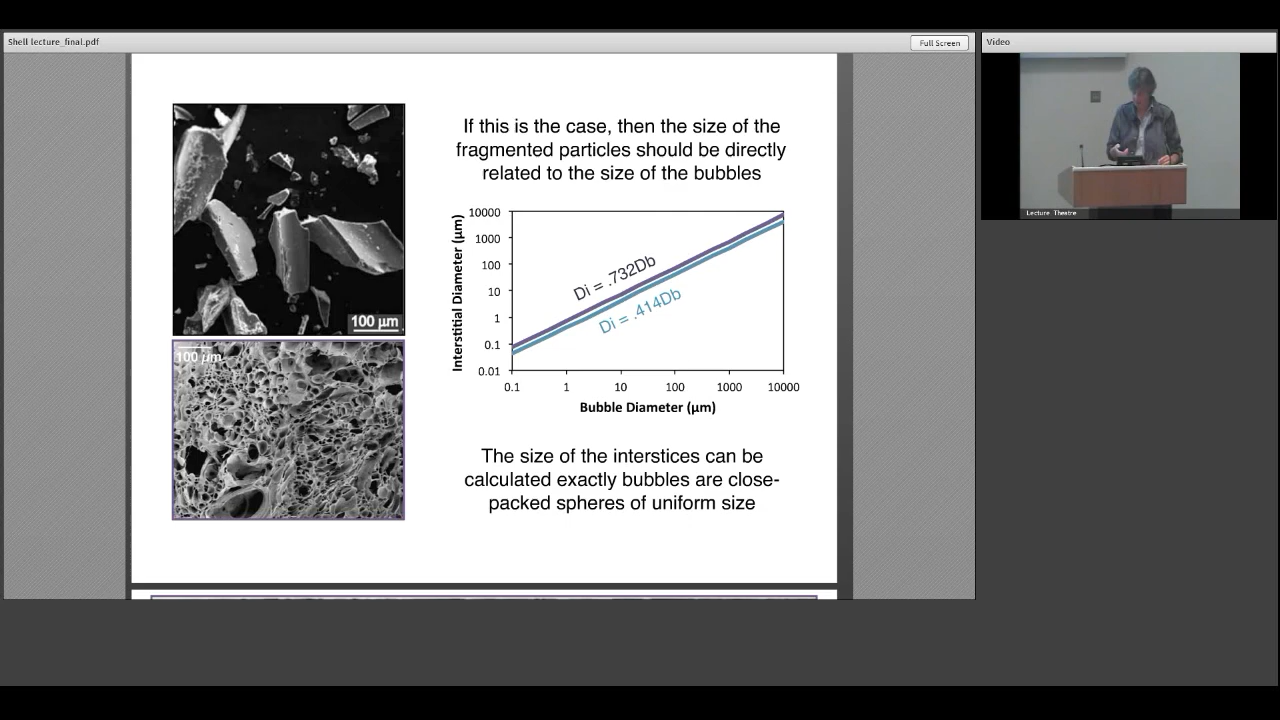 Shell lecture_final.pdf
Full Screen
Video
Lecture Theatre
If this is the case, then the size of the
fragmented particles should be directly
related to the size of the bubbles
100 µm
100 µm
Interstitial Diameter (µm)
10000
1000
100
10
1
0.1
0.01
Di = .732Db
Di = .414Db
0.1 1 10 100 1000 10000
Bubble Diameter (µm)
The size of the interstices can be
calculated exactly bubbles are close-
packed spheres of uniform size